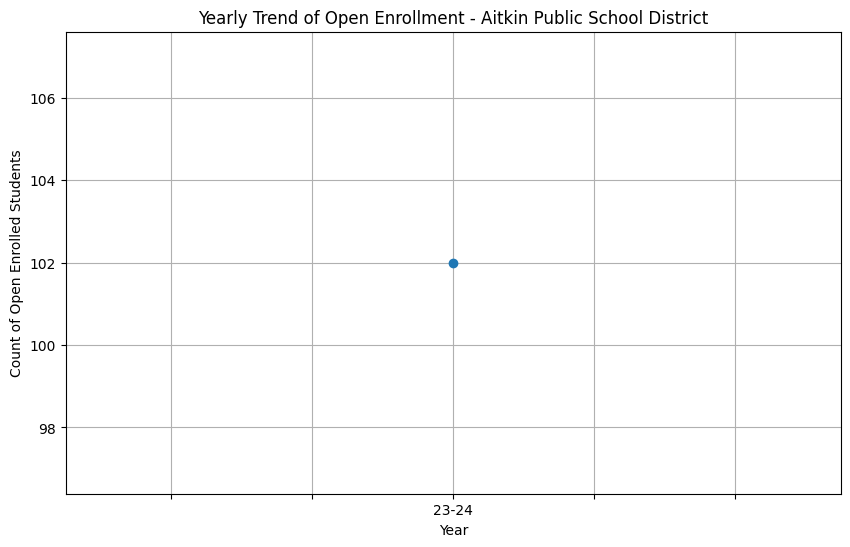 Yearly Trend of Open Enrollment - Aitkin Public School District
Count of Open Enrolled Students
106
104
102
100
98
23-24
Year